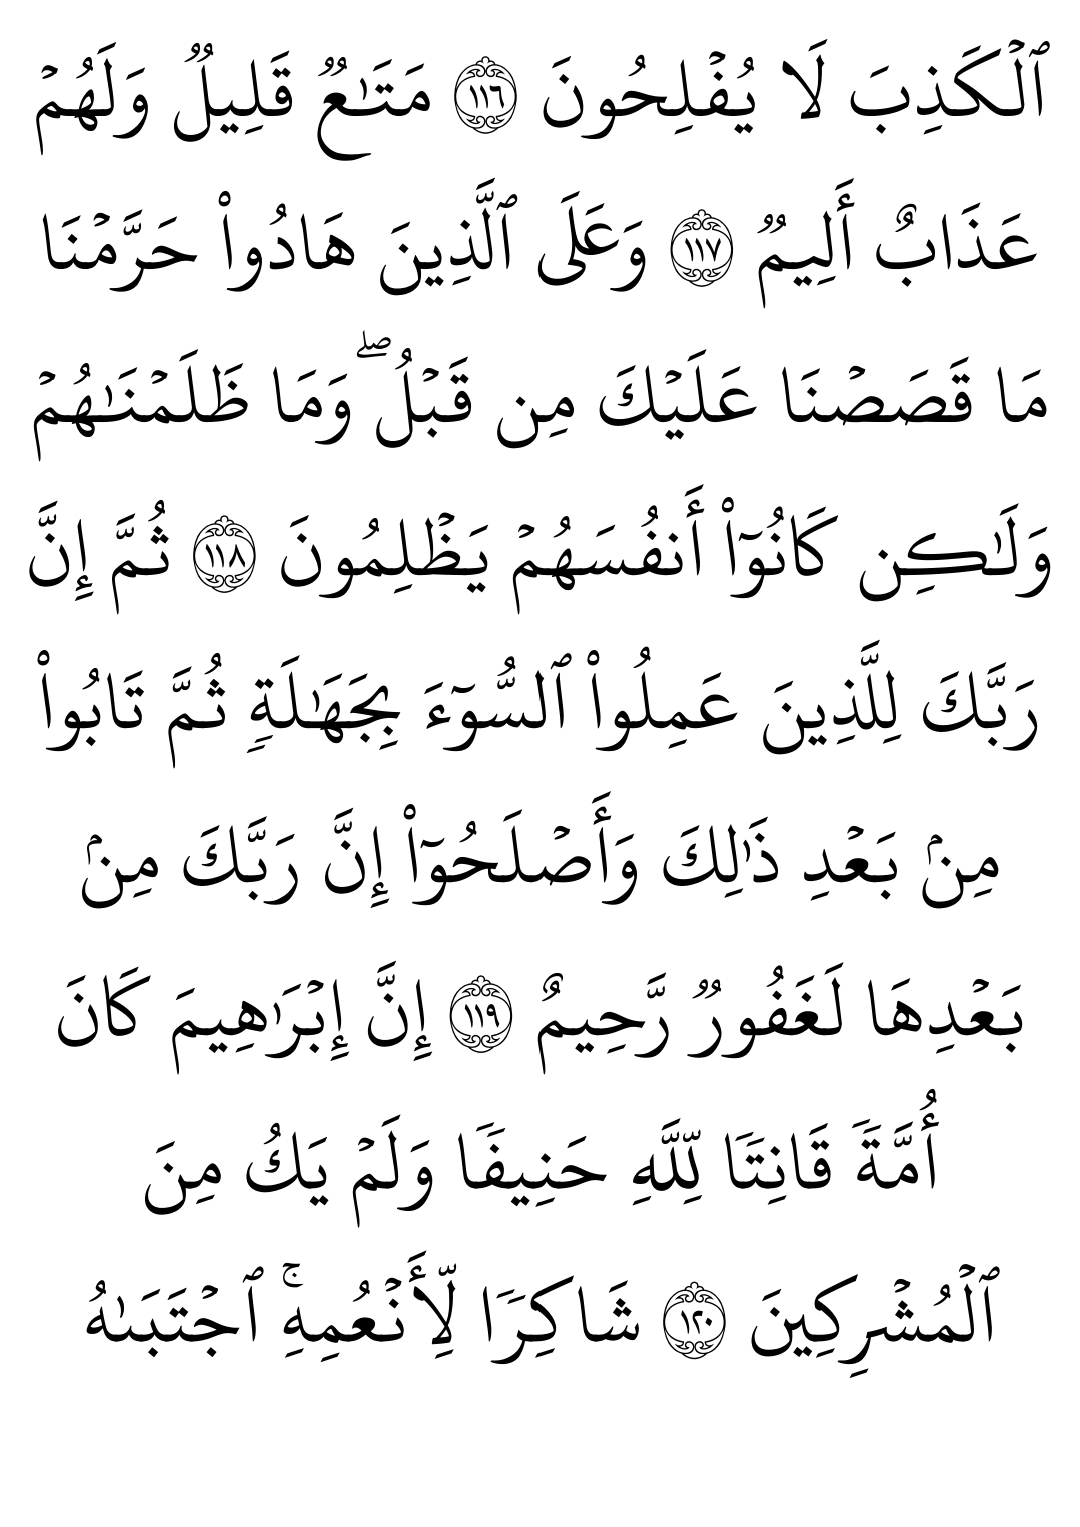 ٱلۡكَذِبَ لَا يُفۡلِحُونَ ١١٦ مَتَٰعٞ قَلِيلٞ وَلَهُمۡ
عَذَابٌ أَلِيمٞ ١١٧ وَعَلَى ٱلَّذِينَ هَادُواْ حَرَّمۡنَا
مَا قَصَصۡنَا عَلَيۡكَ مِن قَبۡلُۖ وَمَا ظَلَمۡنَٰهُمۡ
وَلَٰكِن كَانُوٓاْ أَنفُسَهُمۡ يَظۡلِمُونَ ١١٨ ثُمَّ إِنَّ
رَبَّكَ لِلَّذِينَ عَمِلُواْ ٱلسُّوٓءَ بِجَهَٰلَةٖ ثُمَّ تَابُواْ
مِنۢ بَعۡدِ ذَٰلِكَ وَأَصۡلَحُوٓاْ إِنَّ رَبَّكَ مِنۢ
بَعۡدِهَا لَغَفُورٞ رَّحِيمٌ ١١٩ إِنَّ إِبۡرَٰهِيمَ كَانَ
أُمَّةٗ قَانِتٗا لِّلَّهِ حَنِيفٗا وَلَمۡ يَكُ مِنَ
ٱلۡمُشۡرِكِينَ ١٢٠ شَاكِرٗا لِّأَنۡعُمِهِۚ ٱجۡتَبَىٰهُ